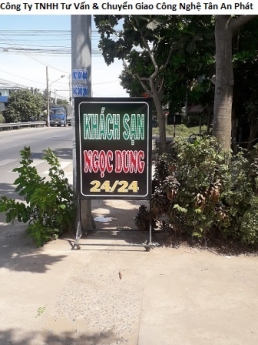 Công Ty TNHH Tư Vấn & Chuyển Giao Công Nghệ Tân An Phát
KHÁCH SẠN
NGỌC DUNG
24/24